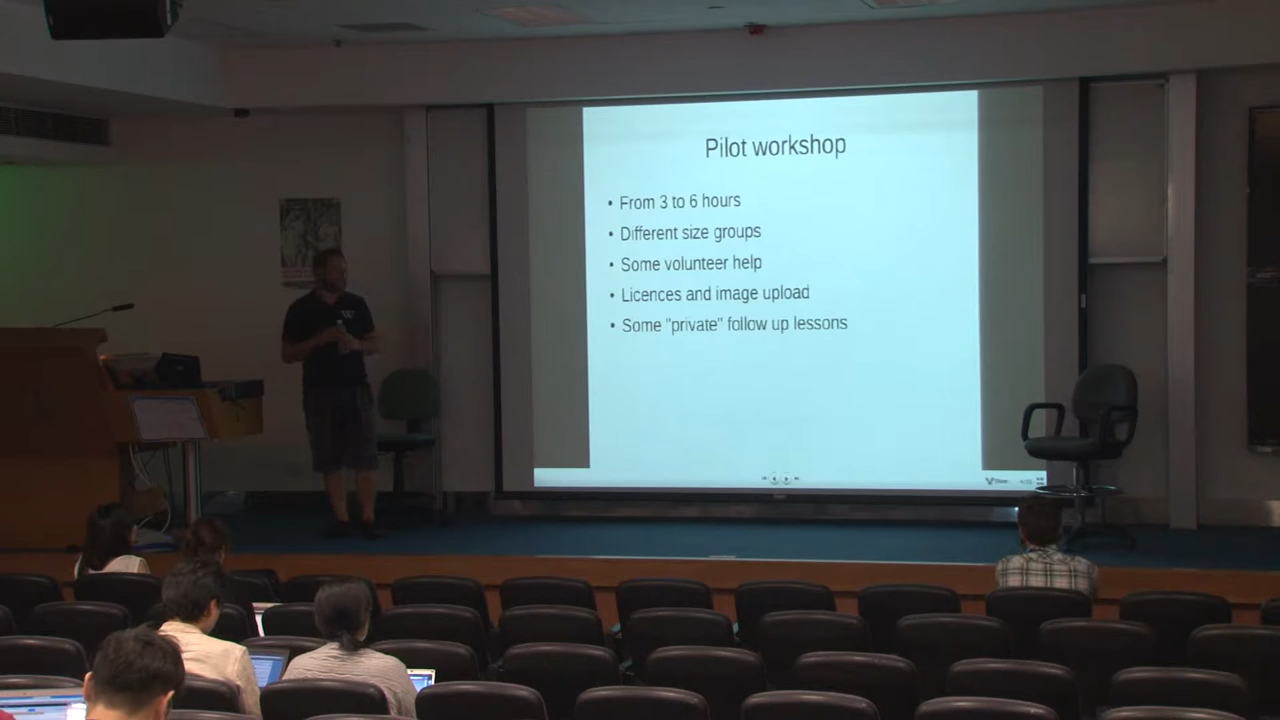 Pilot workshop
• From 3 to 6 hours
• Different size groups
• Some volunteer help
• Licences and image upload
• Some "private" follow up lessons
W